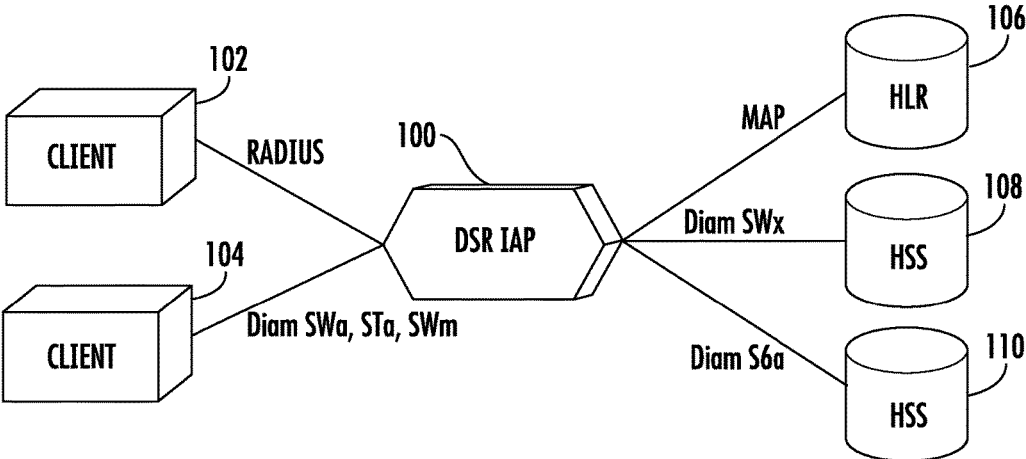 102
CLIENT
RADIUS
104
CLIENT
Diam SWa, STa, SWm
100
DSR IAP
MAP
106
HLR
Diam SWx
108
HSS
Diam S6a
110
HSS